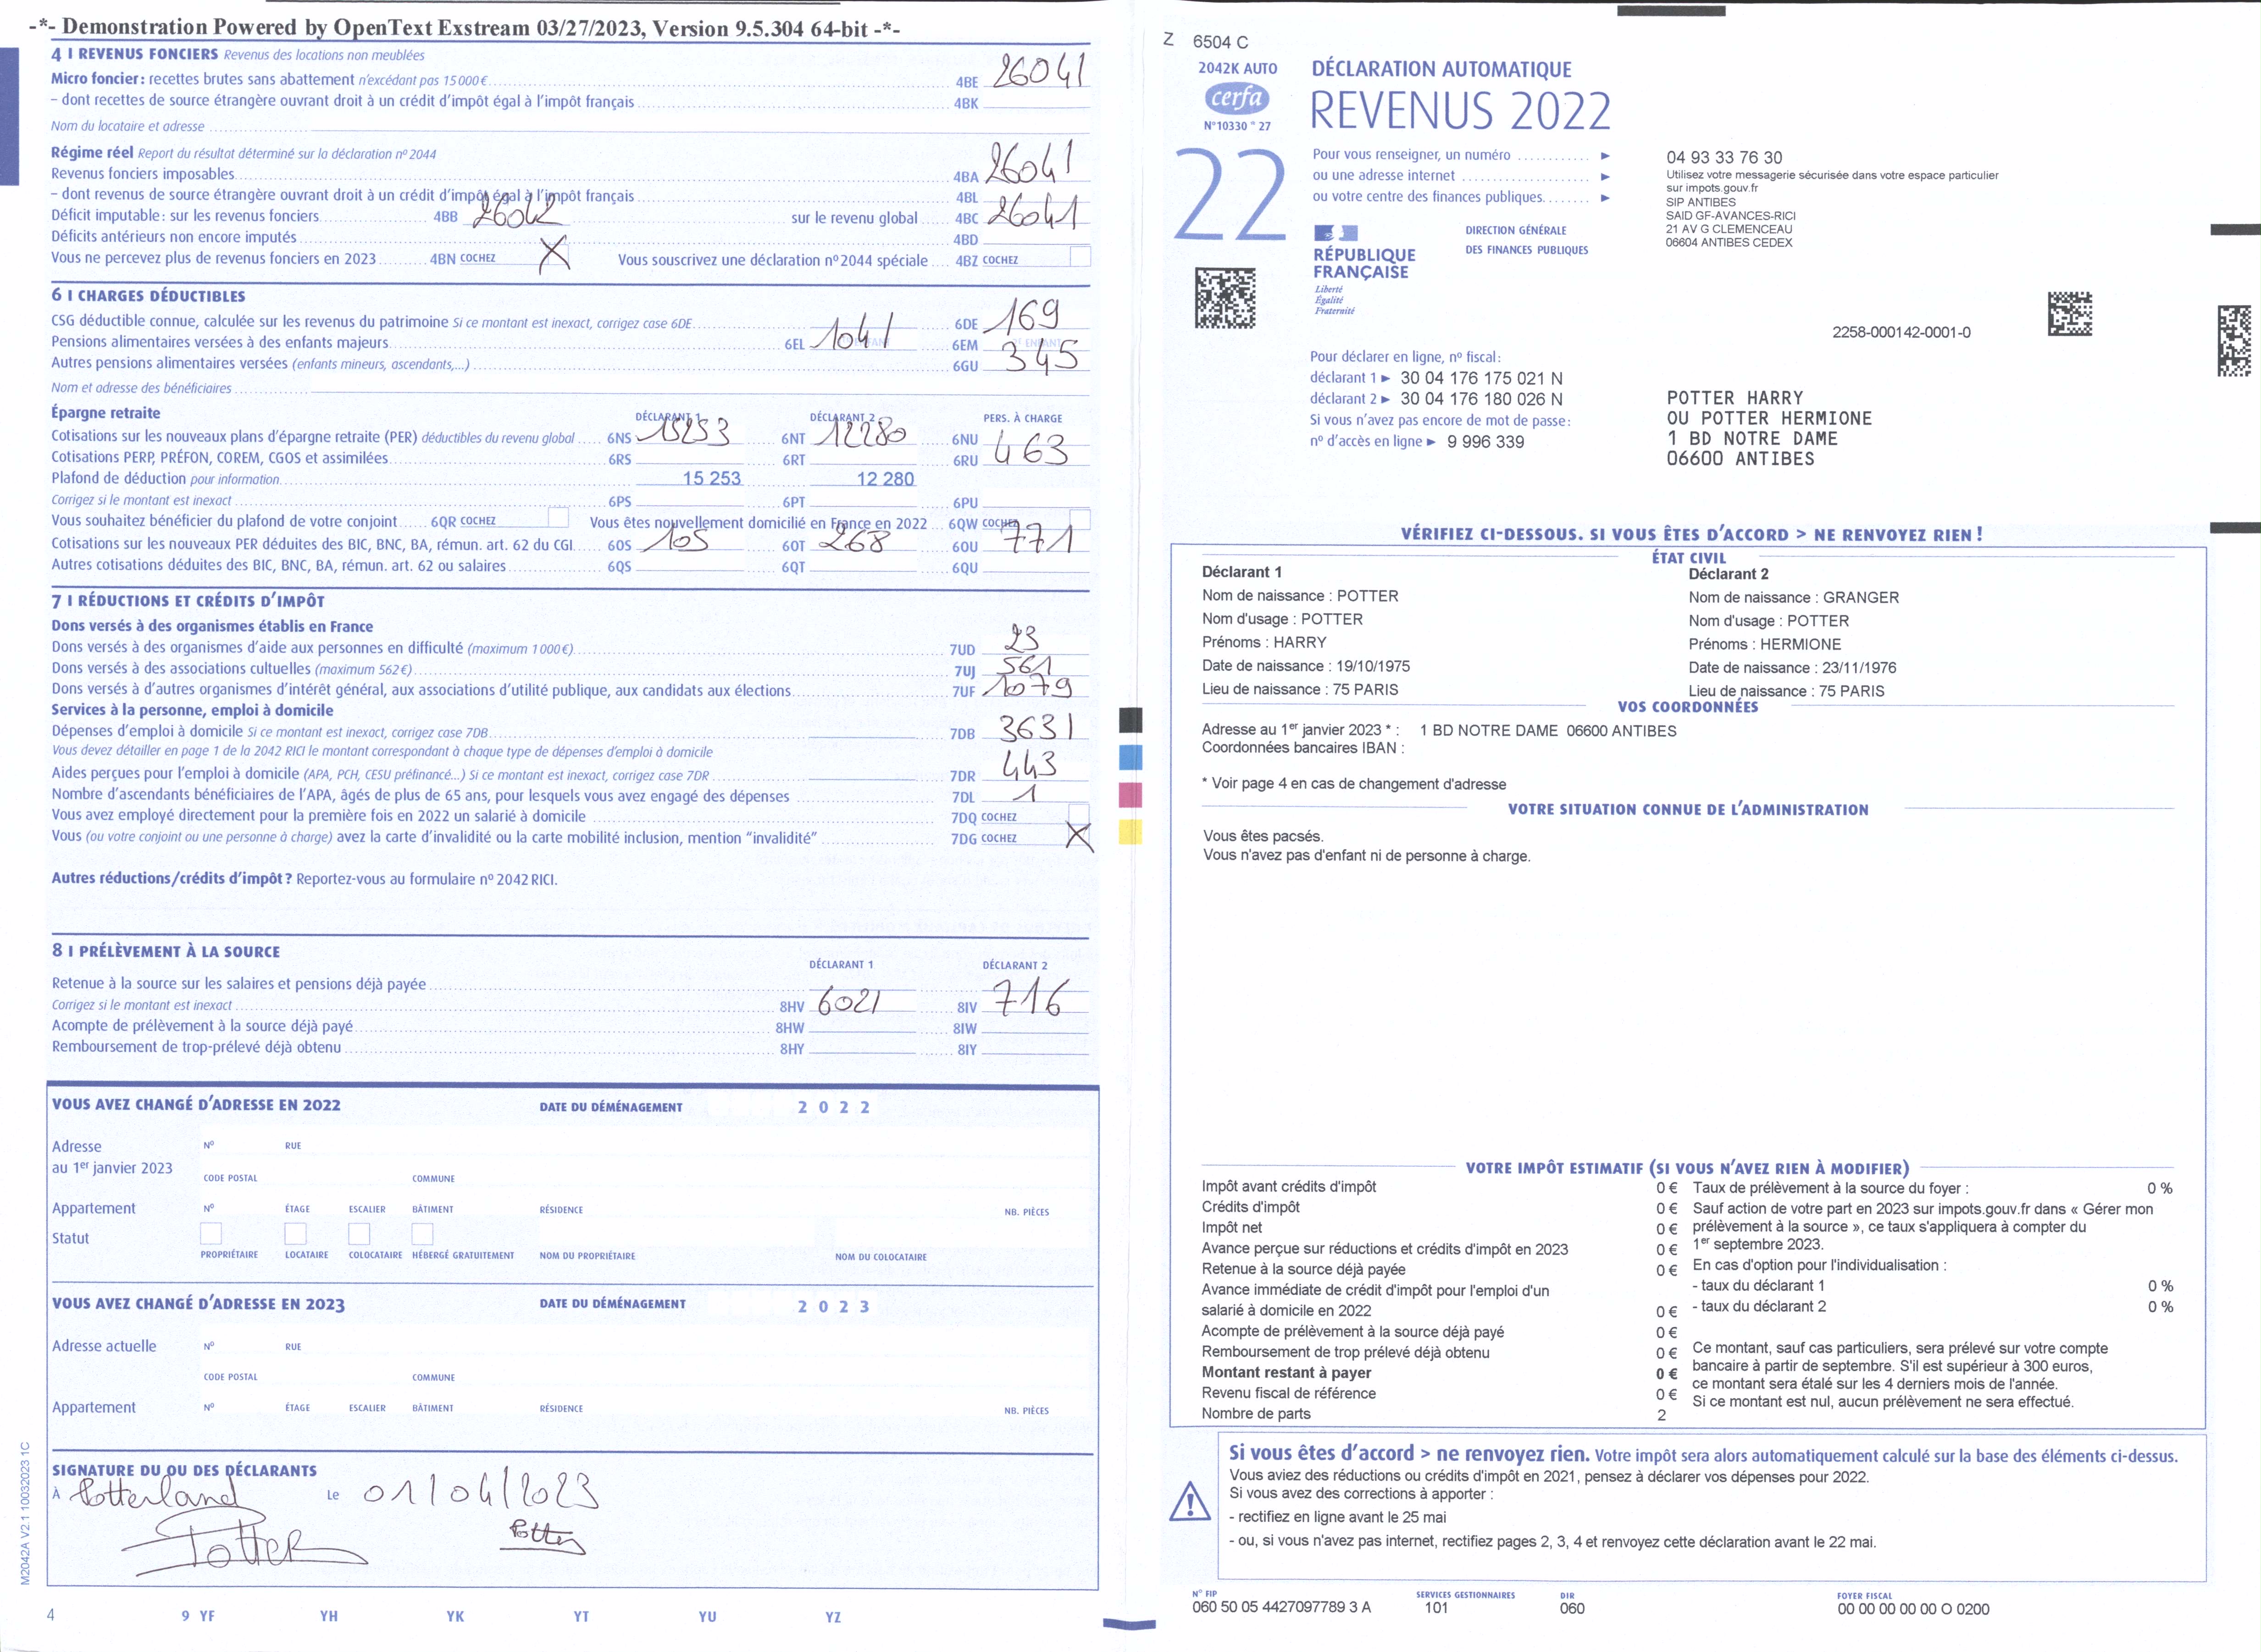 -*- Demonstration Powered by OpenText Exstream 03/27/2023, Version 9.5.304 64-bit -*-
4 I REVENUS FONCIERS Revenus des locations non meublées
Micro foncier : recettes brutes sans abattement n'excédant pas 15 000 € 4BE 26041
– dont recettes de source étrangère ouvrant droit à un crédit d'impôt égal à l'impôt français 4BK
Nom du locataire et adresse
Régime réel Report du résultat déterminé sur la déclaration nº 2044
Revenus fonciers imposables 4BA 26041
– dont revenus de source étrangère ouvrant droit à un crédit d'impôt égal à l'impôt français 4BL
Déficit imputable : sur les revenus fonciers 4BB 26042 sur le revenu global 4BC 26041
Déficits antérieurs non encore imputés 4BD
Vous ne percevez plus de revenus fonciers en 2023 4BN COCHEZ X Vous souscrivez une déclaration nº 2044 spéciale 4BZ COCHEZ
6 I CHARGES DÉDUCTIBLES
CSG déductible connue, calculée sur les revenus du patrimoine Si ce montant est inexact, corrigez case 6DE 6DE 169
Pensions alimentaires versées à des enfants majeurs 6EL 1041 6EM
Autres pensions alimentaires versées (enfants mineurs, ascendants,...) 6GU 345
Nom et adresse des bénéficiaires
Épargne retraite DÉCLARANT 1 DÉCLARANT 2 PERS. À CHARGE
Cotisations sur les nouveaux plans d'épargne retraite (PER) déductibles du revenu global 6NS 15253 6NT 12280 6NU
Cotisations PERP, PRÉFON, COREM, CGOS et assimilées 6RS 6RT 6RU 463
Plafond de déduction pour information 15 253 12 280
Corrigez si le montant est inexact 6PS 6PT 6PU
Vous souhaitez bénéficier du plafond de votre conjoint 6QR COCHEZ Vous êtes nouvellement domicilié en France en 2022 6QW COCHEZ
Cotisations sur les nouveaux PER déduites des BIC, BNC, BA, rémun. art. 62 du CGI 6OS 105 6OT 268 6OU 771
Autres cotisations déduites des BIC, BNC, BA, rémun. art. 62 ou salaires 6QS 6QT 6QU
7 I RÉDUCTIONS ET CRÉDITS D'IMPÔT
Dons versés à des organismes établis en France
Dons versés à des organismes d'aide aux personnes en difficulté (maximum 1 000 €) 7UD 23
Dons versés à des associations cultuelles (maximum 562 €) 7UJ 561
Dons versés à d'autres organismes d'intérêt général, aux associations d'utilité publique, aux candidats aux élections 7UF 1079
Services à la personne, emploi à domicile
Dépenses d'emploi à domicile Si ce montant est inexact, corrigez case 7DB 7DB 3631
Vous devez détailler en page 1 de la 2042 RICI le montant correspondant à chaque type de dépenses d'emploi à domicile
Aides perçues pour l'emploi à domicile (APA, PCH, CESU préfinancé...) Si ce montant est inexact, corrigez case 7DR 7DR 443
Nombre d'ascendants bénéficiaires de l'APA, âgés de plus de 65 ans, pour lesquels vous avez engagé des dépenses 7DL 1
Vous avez employé directement pour la première fois en 2022 un salarié à domicile 7DQ COCHEZ
Vous (ou votre conjoint ou une personne à charge) avez la carte d'invalidité ou la carte mobilité inclusion, mention "invalidité" 7DG COCHEZ X
Autres réductions/crédits d'impôt ? Reportez-vous au formulaire nº 2042 RICI.
8 I PRÉLÈVEMENT À LA SOURCE
DÉCLARANT 1 DÉCLARANT 2
Retenue à la source sur les salaires et pensions déjà payée
Corrigez si le montant est inexact 8HV 6021 8IV 716
Acompte de prélèvement à la source déjà payé 8HW 8IW
Remboursement de trop-prélevé déjà obtenu 8HY 8IY
VOUS AVEZ CHANGÉ D'ADRESSE EN 2022 DATE DU DÉMÉNAGEMENT 2 0 2 2
Adresse Nº RUE
au 1er janvier 2023
CODE POSTAL COMMUNE
Appartement Nº ÉTAGE ESCALIER BÂTIMENT RÉSIDENCE NB. PIÈCES
Statut
PROPRIÉTAIRE LOCATAIRE COLOCATAIRE HÉBERGÉ GRATUITEMENT NOM DU PROPRIÉTAIRE NOM DU COLOCATAIRE
VOUS AVEZ CHANGÉ D'ADRESSE EN 2023 DATE DU DÉMÉNAGEMENT 2 0 2 3
Adresse actuelle Nº RUE
CODE POSTAL COMMUNE
Appartement Nº ÉTAGE ESCALIER BÂTIMENT RÉSIDENCE NB. PIÈCES
SIGNATURE DU OU DES DÉCLARANTS
À Potterland Le 01/04/2023
Potter Potter
M2042A V2.1 10032023 1C
4 9 YF YH YK YT YU YZ
Z 6504 C
2042K AUTO
cerfa
N° 10330 * 27
DÉCLARATION AUTOMATIQUE
REVENUS 2022
22
Pour vous renseigner, un numéro ► 04 93 33 76 30
ou une adresse internet ► Utilisez votre messagerie sécurisée dans votre espace particulier
sur impots.gouv.fr
ou votre centre des finances publiques ► SIP ANTIBES
SAID GF-AVANCES-RICI
21 AV G CLEMENCEAU
06604 ANTIBES CEDEX
RÉPUBLIQUE
FRANÇAISE
Liberté
Égalité
Fraternité
DIRECTION GÉNÉRALE
DES FINANCES PUBLIQUES
2258-000142-0001-0
Pour déclarer en ligne, nº fiscal :
déclarant 1 ► 30 04 176 175 021 N
déclarant 2 ► 30 04 176 180 026 N
Si vous n'avez pas encore de mot de passe :
nº d'accès en ligne ► 9 996 339
POTTER HARRY
OU POTTER HERMIONE
1 BD NOTRE DAME
06600 ANTIBES
VÉRIFIEZ CI-DESSOUS. SI VOUS ÊTES D'ACCORD > NE RENVOYEZ RIEN !
ÉTAT CIVIL
Déclarant 1
Nom de naissance : POTTER
Nom d'usage : POTTER
Prénoms : HARRY
Date de naissance : 19/10/1975
Lieu de naissance : 75 PARIS
Déclarant 2
Nom de naissance : GRANGER
Nom d'usage : POTTER
Prénoms : HERMIONE
Date de naissance : 23/11/1976
Lieu de naissance : 75 PARIS
VOS COORDONNÉES
Adresse au 1er janvier 2023 * : 1 BD NOTRE DAME 06600 ANTIBES
Coordonnées bancaires IBAN :
* Voir page 4 en cas de changement d'adresse
VOTRE SITUATION CONNUE DE L'ADMINISTRATION
Vous êtes pacsés.
Vous n'avez pas d'enfant ni de personne à charge.
VOTRE IMPÔT ESTIMATIF (SI VOUS N'AVEZ RIEN À MODIFIER)
Impôt avant crédits d'impôt 0 €
Crédits d'impôt 0 €
Impôt net 0 €
Avance perçue sur réductions et crédits d'impôt en 2023 0 €
Retenue à la source déjà payée 0 €
Avance immédiate de crédit d'impôt pour l'emploi d'un
salarié à domicile en 2022 0 €
Acompte de prélèvement à la source déjà payé 0 €
Remboursement de trop prélevé déjà obtenu 0 €
Montant restant à payer 0 €
Revenu fiscal de référence 0 €
Nombre de parts 2
Taux de prélèvement à la source du foyer : 0 %
Sauf action de votre part en 2023 sur impots.gouv.fr dans « Gérer mon
prélèvement à la source », ce taux s'appliquera à compter du
1er septembre 2023.
En cas d'option pour l'individualisation :
- taux du déclarant 1 0 %
- taux du déclarant 2 0 %
Ce montant, sauf cas particuliers, sera prélevé sur votre compte
bancaire à partir de septembre. S'il est supérieur à 300 euros,
ce montant sera étalé sur les 4 derniers mois de l'année.
Si ce montant est nul, aucun prélèvement ne sera effectué.
Si vous êtes d'accord > ne renvoyez rien. Votre impôt sera alors automatiquement calculé sur la base des éléments ci-dessus.
Vous aviez des réductions ou crédits d'impôt en 2021, pensez à déclarer vos dépenses pour 2022.
Si vous avez des corrections à apporter :
- rectifiez en ligne avant le 25 mai
- ou, si vous n'avez pas internet, rectifiez pages 2, 3, 4 et renvoyez cette déclaration avant le 22 mai.
N° FIP SERVICES GESTIONNAIRES DIR FOYER FISCAL
060 50 05 4427097789 3 A 101 060 00 00 00 00 00 O 0200